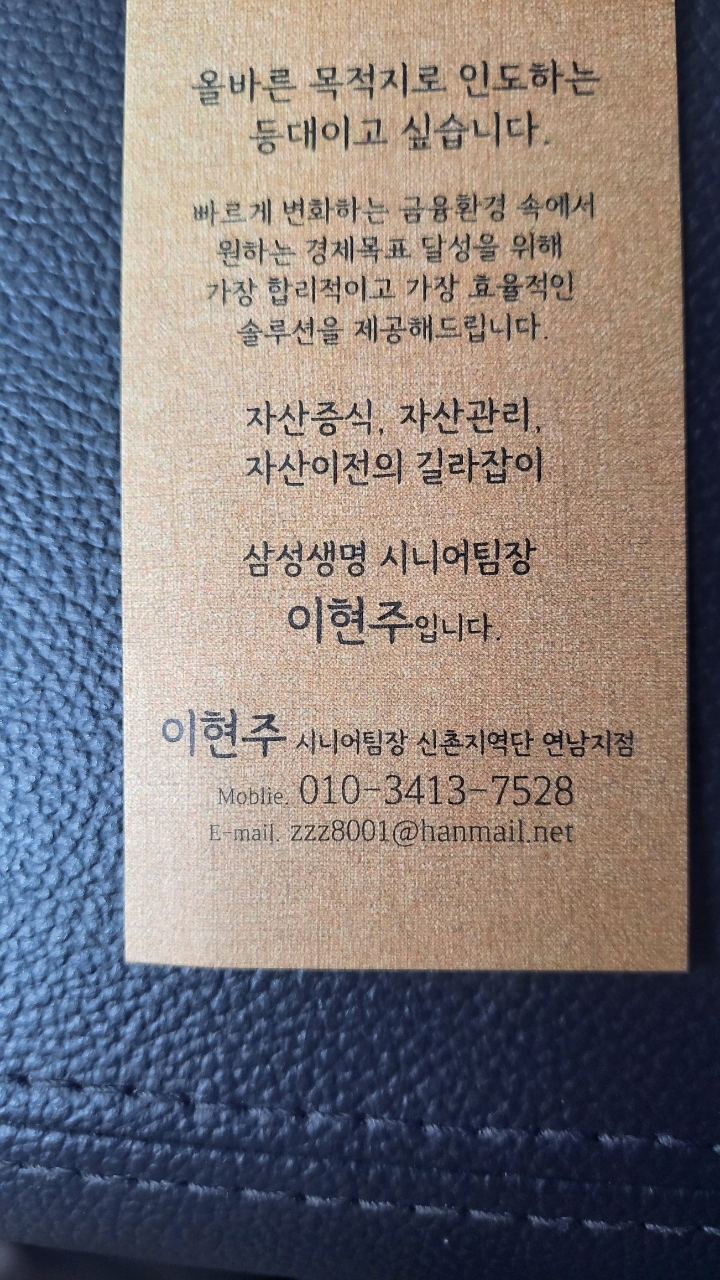 올바른 목적지로 인도하는
등대이고 싶습니다.
빠르게 변화하는 금융환경 속에서
원하는 경제목표 달성을 위해
가장 합리적이고 가장 효율적인
솔루션을 제공해드립니다.
자산증식, 자산관리,
자산이전의 길라잡이
삼성생명 시니어팀장
이현주입니다.
이현주 시니어팀장 신촌지역단 연남지점
Moblie. 010-3413-7528
E-mail. zzz8001@hanmail.net